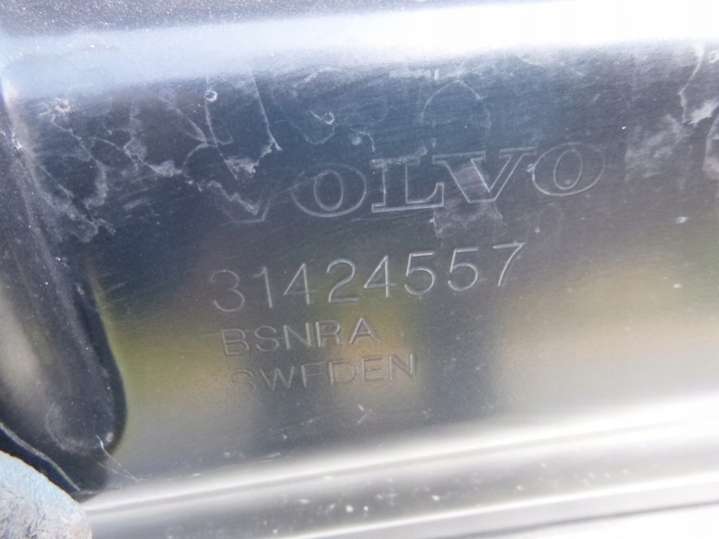 VOLVO
31424557
BSNRA
SWEDEN